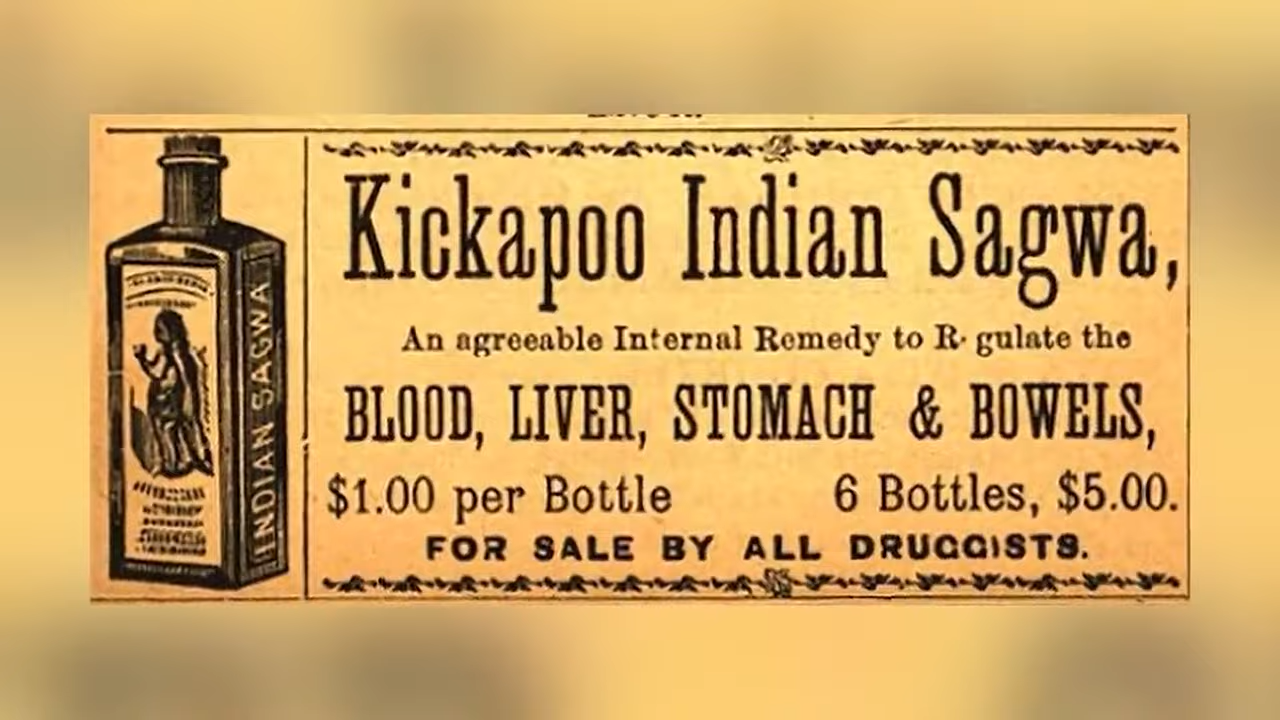 Kickapoo Indian Sagwa,
An agreeable Internal Remedy to R· gulate the
BLOOD, LIVER, STOMACH & BOWELS,
$1.00 per Bottle 6 Bottles, $5.00.
FOR SALE BY ALL DRUGGISTS.
INDIAN SAGWA